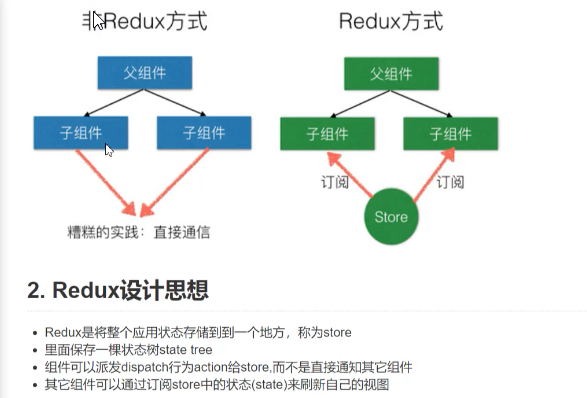 非Redux方式
Redux方式
父组件
父组件
子组件
子组件
子组件
子组件
订阅
订阅
Store
糟糕的实践：直接通信
2. Redux设计思想
Redux是将整个应用状态存储到到一个地方，称为store
里面保存一棵状态树state tree
组件可以派发dispatch行为action给store,而不是直接通知其它组件
其它组件可以通过订阅store中的状态(state)来刷新自己的视图